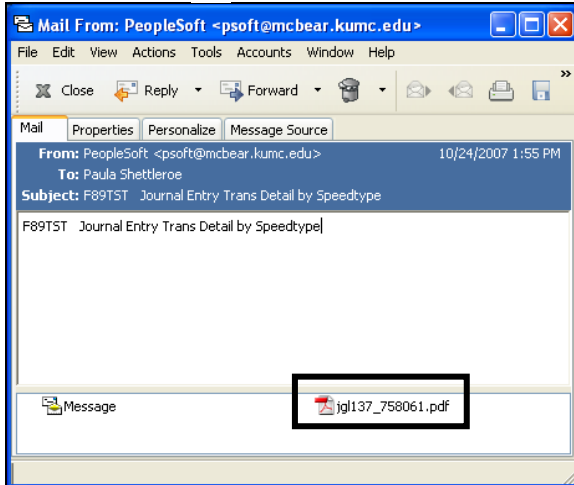 Mail From: PeopleSoft <psoft@mcbear.kumc.edu>
File Edit View Actions Tools Accounts Window Help
Close Reply Forward »
Mail Properties Personalize Message Source
From: PeopleSoft <psoft@mcbear.kumc.edu> 10/24/2007 1:55 PM
To: Paula Shettleroe
Subject: F89TST Journal Entry Trans Detail by Speedtype
F89TST Journal Entry Trans Detail by Speedtype
Message jgl137_758061.pdf